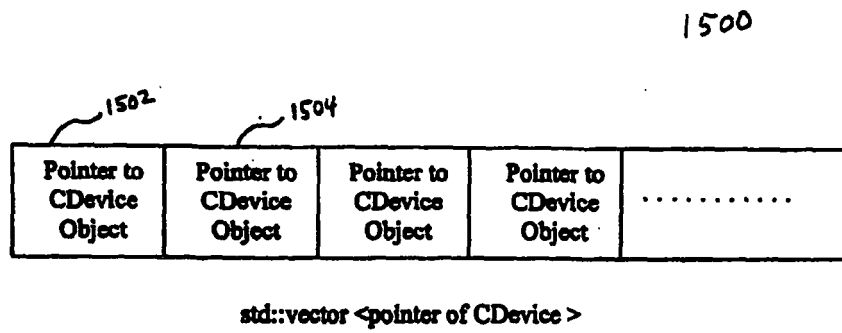 1500
1502
1504
Pointer to CDevice Object
Pointer to CDevice Object
Pointer to CDevice Object
Pointer to CDevice Object
...........
std::vector <pointer of CDevice >